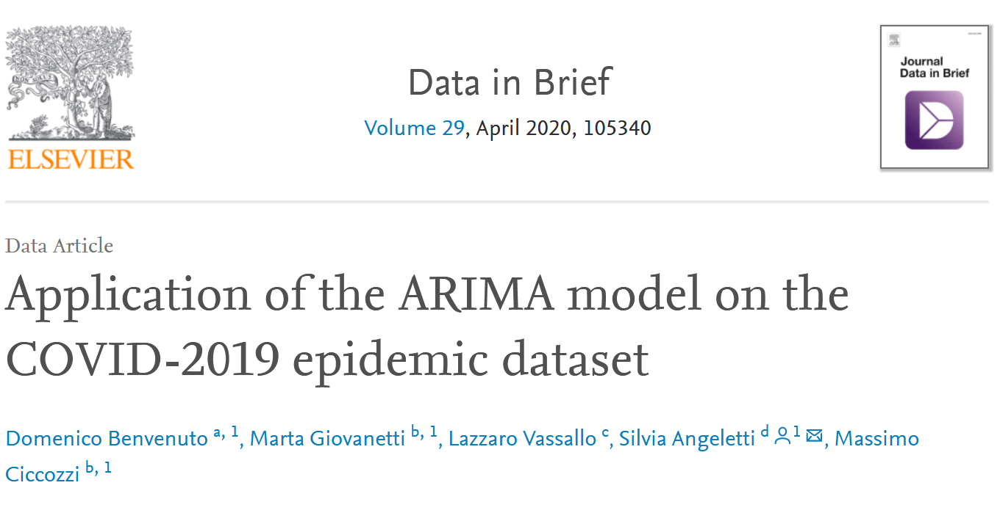 NON SOLUS
ELSEVIER
Data in Brief
Volume 29, April 2020, 105340
Journal
Data in Brief
Data Article
Application of the ARIMA model on the
COVID-2019 epidemic dataset
Domenico Benvenuto a, 1, Marta Giovanetti b, 1, Lazzaro Vassallo c, Silvia Angeletti d 1, Massimo
Ciccozzi b, 1